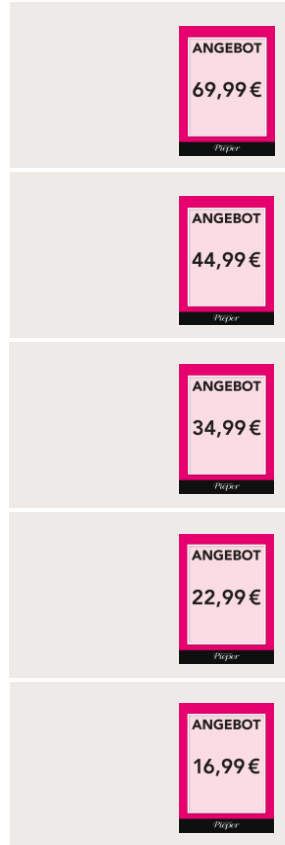 ANGEBOT
69,99 €
Pieper
ANGEBOT
44,99 €
Pieper
ANGEBOT
34,99 €
Pieper
ANGEBOT
22,99 €
Pieper
ANGEBOT
16,99 €
Pieper